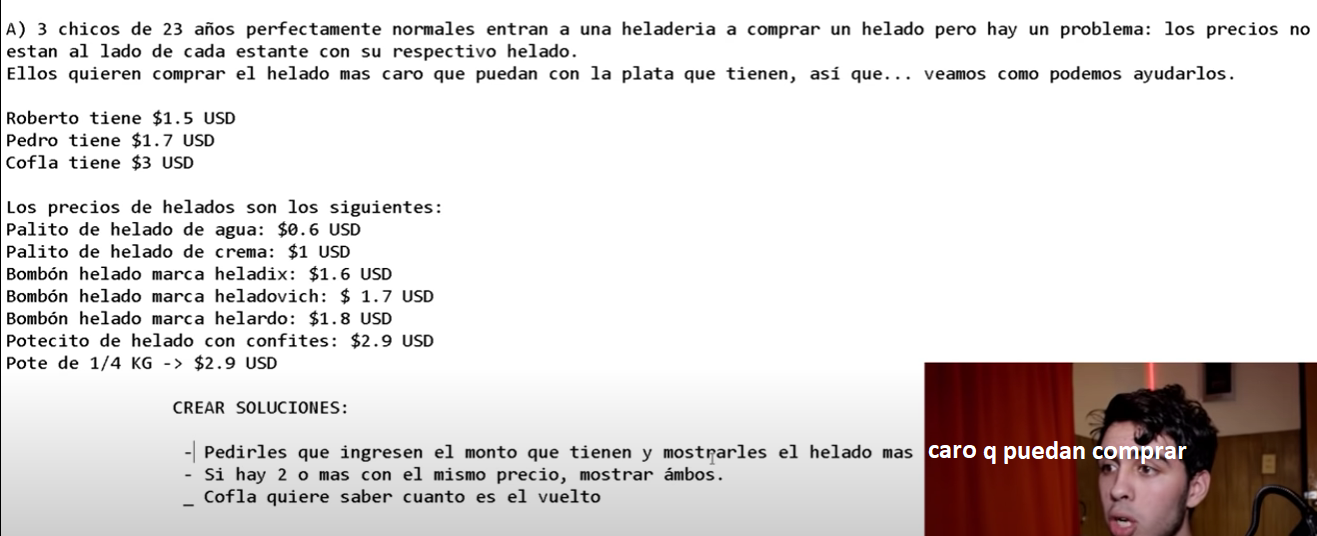 A) 3 chicos de 23 años perfectamente normales entran a una heladeria a comprar un helado pero hay un problema: los precios no
estan al lado de cada estante con su respectivo helado.
Ellos quieren comprar el helado mas caro que puedan con la plata que tienen, así que... veamos como podemos ayudarlos.
Roberto tiene $1.5 USD
Pedro tiene $1.7 USD
Cofla tiene $3 USD
Los precios de helados son los siguientes:
Palito de helado de agua: $0.6 USD
Palito de helado de crema: $1 USD
Bombón helado marca heladix: $1.6 USD
Bombón helado marca heladovich: $ 1.7 USD
Bombón helado marca helardo: $1.8 USD
Potecito de helado con confites: $2.9 USD
Pote de 1/4 KG -> $2.9 USD
CREAR SOLUCIONES:
- Pedirles que ingresen el monto que tienen y mostrarles el helado mas caro q puedan comprar
- Si hay 2 o mas con el mismo precio, mostrar ámbos.
_ Cofla quiere saber cuanto es el vuelto